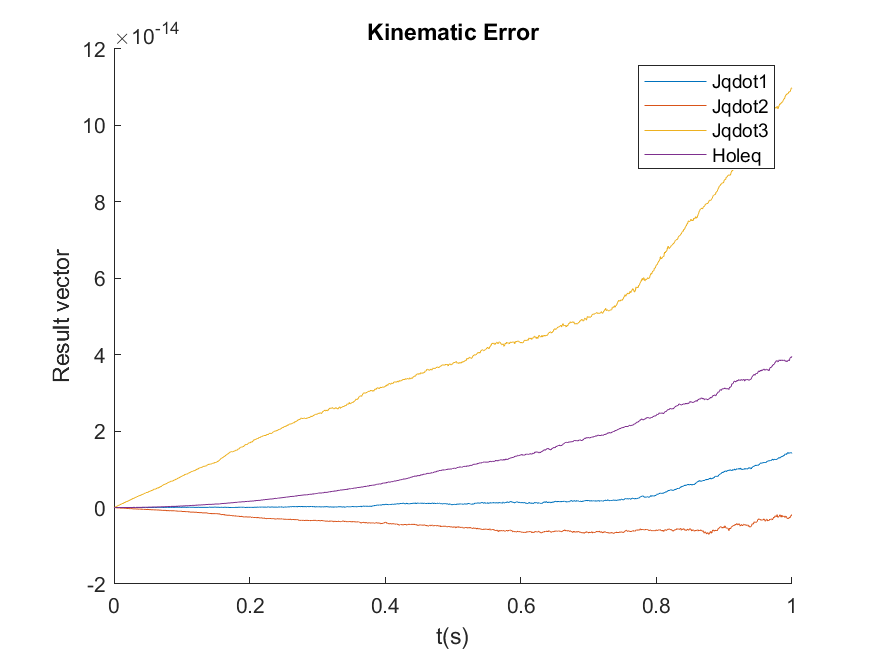 Kinematic Error
×10-14
12
10
8
6
4
2
0
-2
0 0.2 0.4 0.6 0.8 1
t(s)
Result vector
Jqdot1
Jqdot2
Jqdot3
Holeq